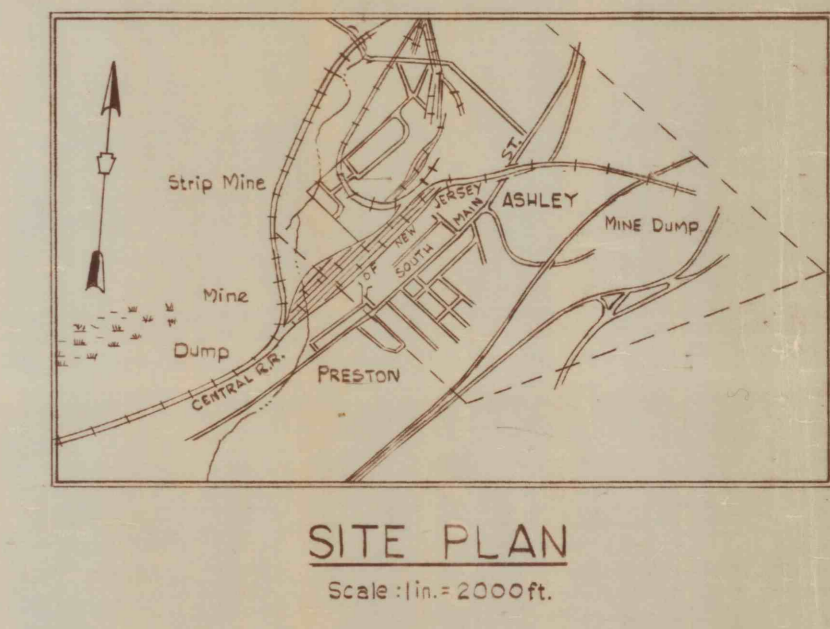 Strip Mine
ST.
JERSEY
MAIN
ASHLEY
MINE DUMP
NEW
SOUTH
OF
Mine
Dump
CENTRAL R.R.
PRESTON
SITE PLAN
Scale: 1 in. = 2000 ft.